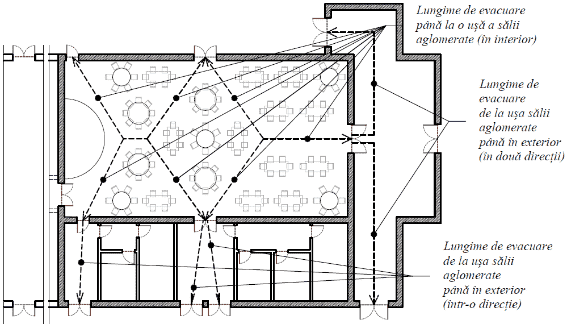 Lungime de evacuare
până la o ușă a sălii
aglomerate (în interior)
Lungime de
evacuare
de la ușa sălii
aglomerate
până în exterior
(în două direcții)
Lungime de evacuare
de la ușa sălii
aglomerate
până în exterior
(într-o direcție)